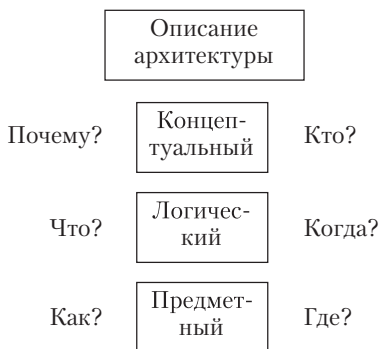 Описание
архитектуры
Почему?
Концеп-
туальный
Кто?
Что?
Логичес-
кий
Когда?
Как?
Предмет-
ный
Где?